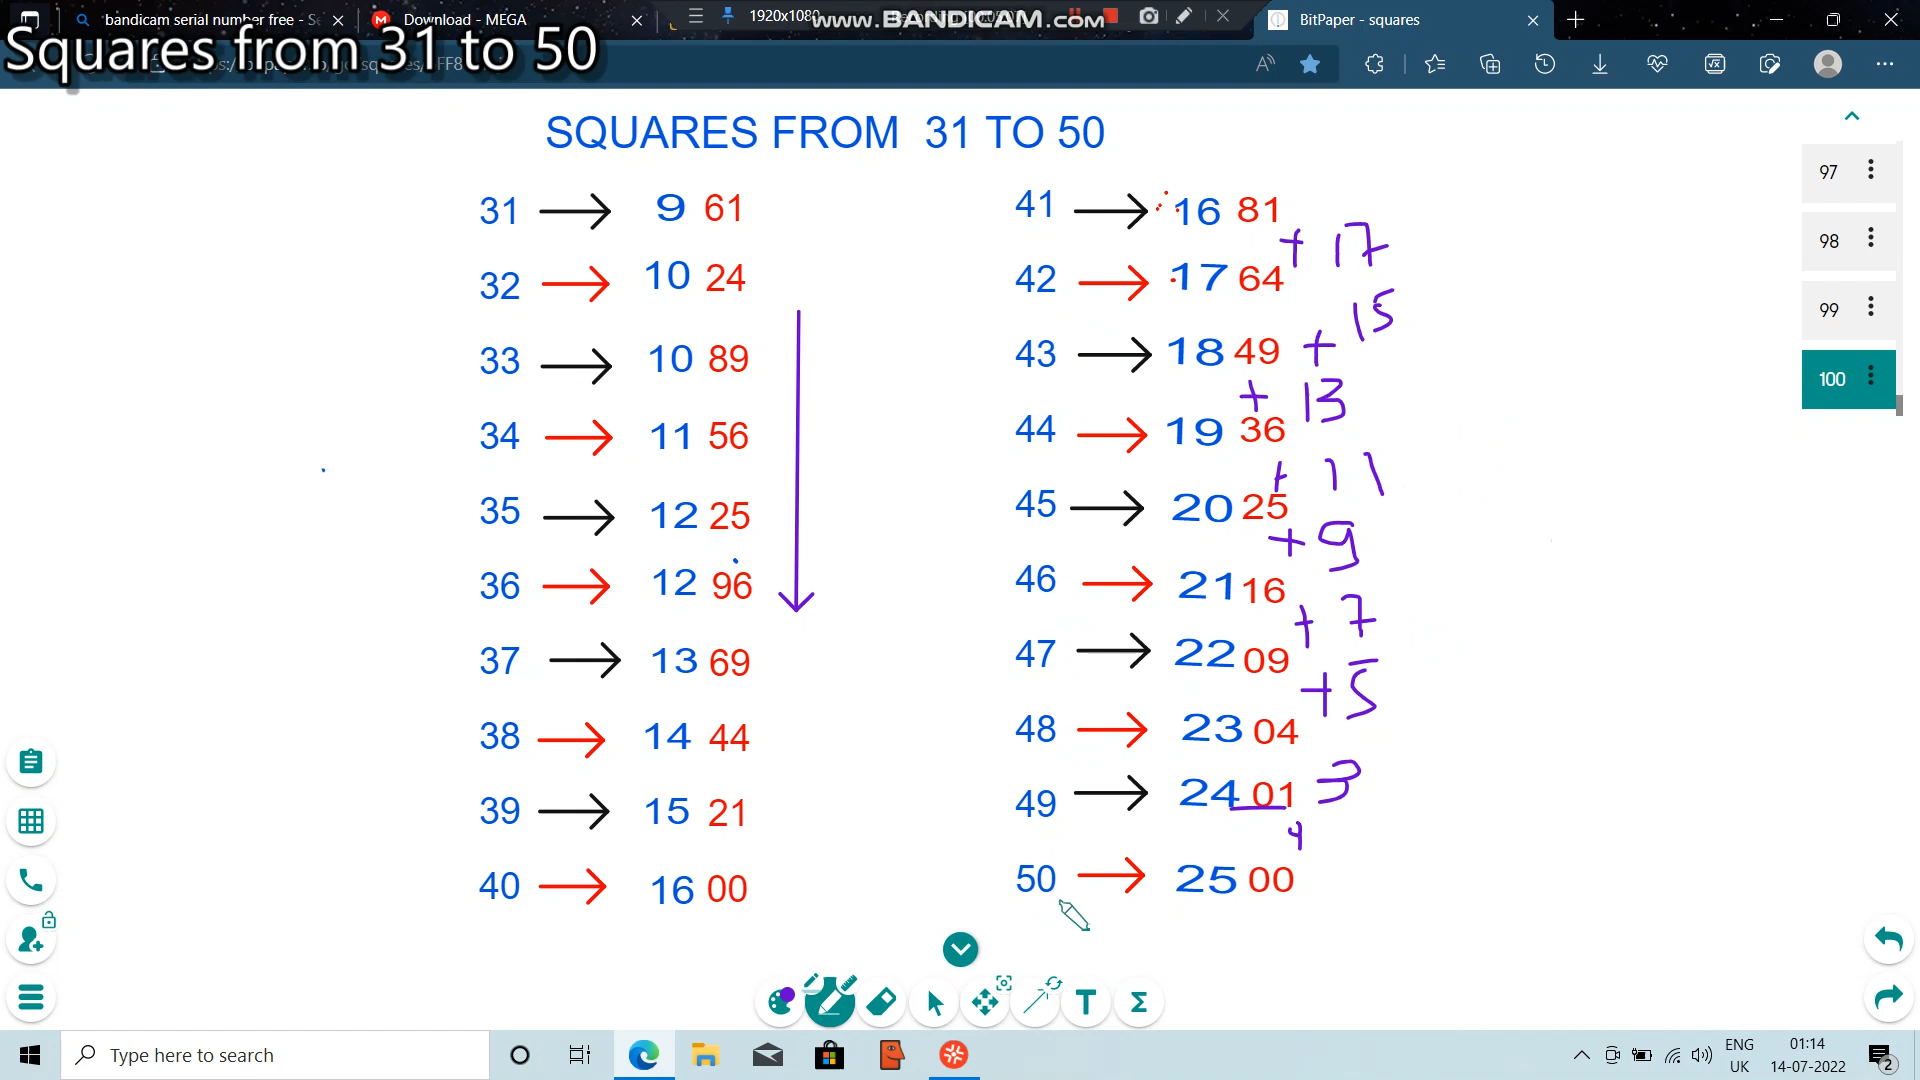 bandicam serial number free - Se
Download - MEGA
1920x1080
www.BANDICAM.com
BitPaper - squares
Squares from 31 to 50
SQUARES FROM 31 TO 50
31 → 9 61
32 → 10 24
33 → 10 89
34 → 11 56
35 → 12 25
36 → 12 96
37 → 13 69
38 → 14 44
39 → 15 21
40 → 16 00
41 → 16 81
+ 17
42 → 17 64
+ 15
43 → 18 49
+ 13
44 → 19 36
+ 11
45 → 20 25
+ 9
46 → 21 16
+ 7
47 → 22 09
+ 5
48 → 23 04
3
49 → 24 01
4
50 → 25 00
97
98
99
100
T
Σ
Type here to search
ENG
UK
01:14
14-07-2022
2